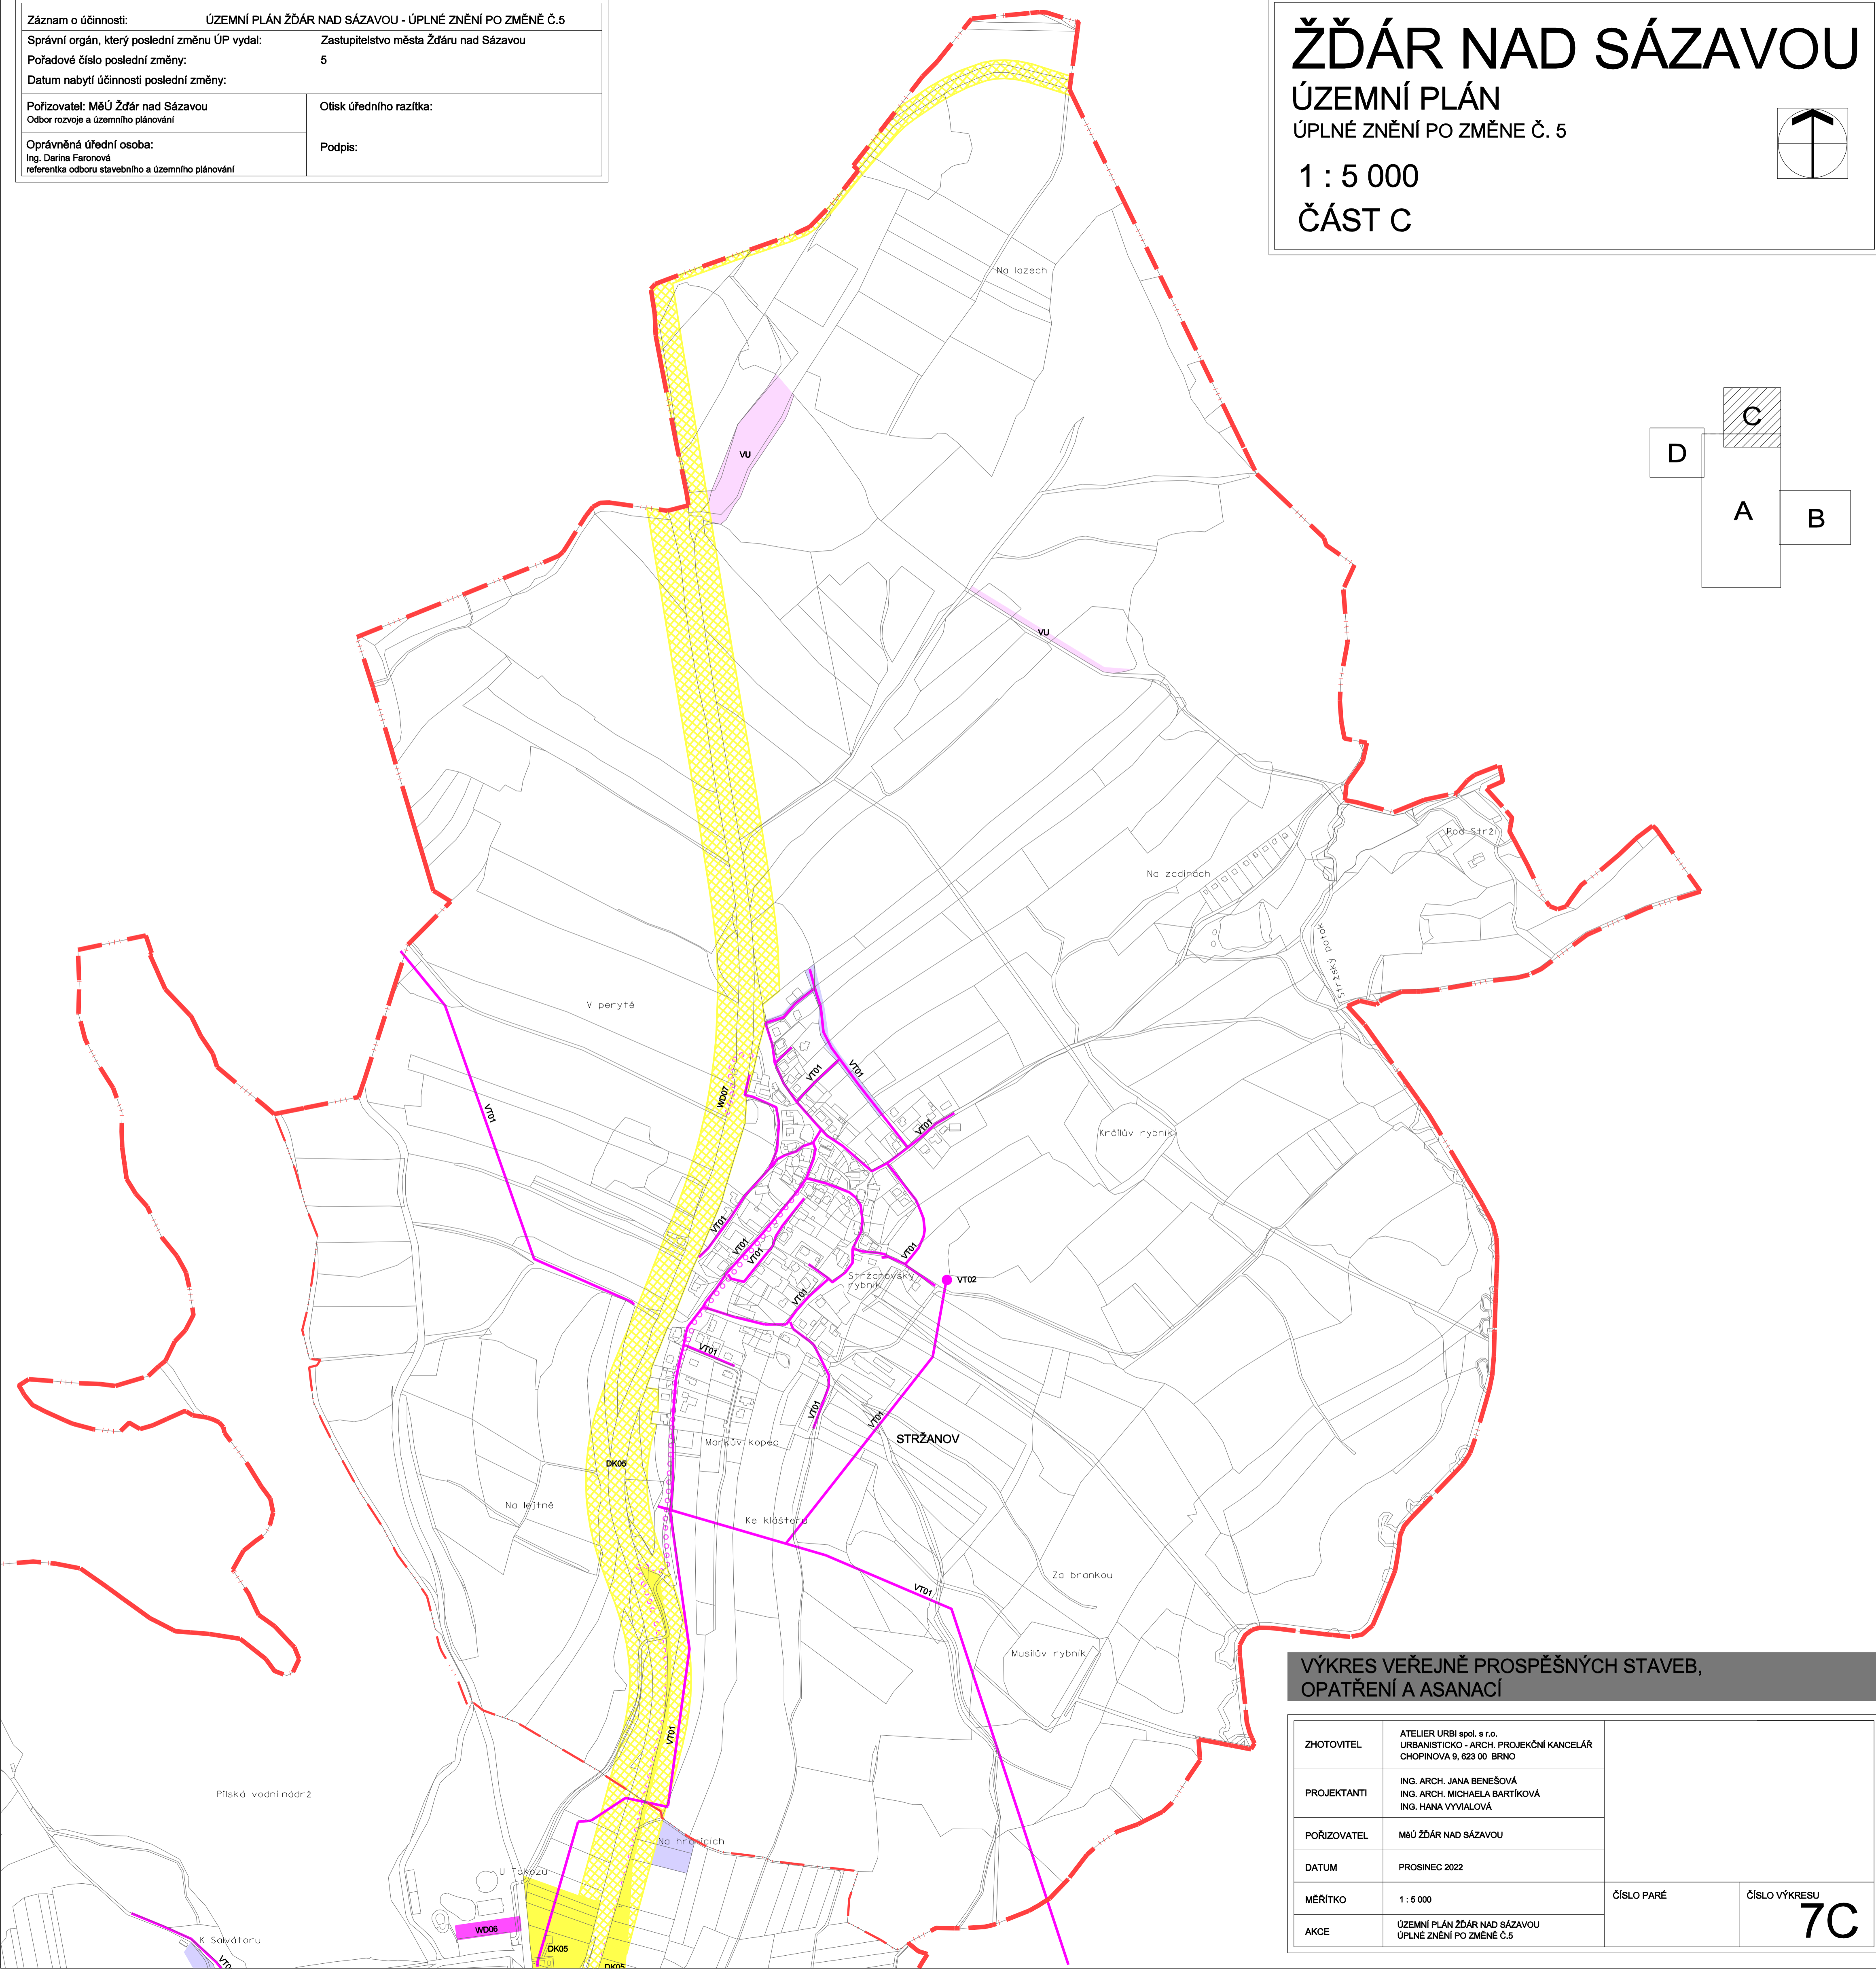 Záznam o účinnosti: ÚZEMNÍ PLÁN ŽĎÁR NAD SÁZAVOU - ÚPLNÉ ZNĚNÍ PO ZMĚNĚ Č.5
Správní orgán, který poslední změnu ÚP vydal: Zastupitelstvo města Žďáru nad Sázavou
Pořadové číslo poslední změny: 5
Datum nabytí účinnosti poslední změny:
Pořizovatel: MěÚ Žďár nad Sázavou
Odbor rozvoje a územního plánování
Otisk úředního razítka:
Oprávněná úřední osoba:
Ing. Darina Faronová
referentka odboru stavebního a územního plánování
Podpis:
ŽĎÁR NAD SÁZAVOU
ÚZEMNÍ PLÁN
ÚPLNÉ ZNĚNÍ PO ZMĚNE Č. 5
1 : 5 000
ČÁST C
C
D
A
B
Na lazech
VU
VU
Pod Strží
Na zadinách
Stržský potok
V perytě
WD07
VT01
VT01
VT01
VT01
Krčilův rybník
VT01
VT01
VT01
VT01
Stržanovský
rybník
VT02
VT01
VT01
VT01
VT01
STRŽANOV
Markův kopec
DK05
Na lejtně
Ke klášteru
VT01
Za brankou
Musilův rybník
VT01
Pilská vodní nádrž
Na hranicích
U Tokozu
WD06
K Salvátoru
DK05
DK05
VÝKRES VEŘEJNĚ PROSPĚŠNÝCH STAVEB,
OPATŘENÍ A ASANACÍ
ZHOTOVITEL
ATELIER URBI spol. s r.o.
URBANISTICKO - ARCH. PROJEKČNÍ KANCELÁŘ
CHOPINOVA 9, 623 00 BRNO
PROJEKTANTI
ING. ARCH. JANA BENEŠOVÁ
ING. ARCH. MICHAELA BARTÍKOVÁ
ING. HANA VYVIALOVÁ
POŘIZOVATEL
MěÚ ŽĎÁR NAD SÁZAVOU
DATUM
PROSINEC 2022
MĚŘÍTKO
1 : 5 000
ČÍSLO PARÉ
ČÍSLO VÝKRESU
7C
AKCE
ÚZEMNÍ PLÁN ŽĎÁR NAD SÁZAVOU
ÚPLNÉ ZNĚNÍ PO ZMĚNĚ Č.5